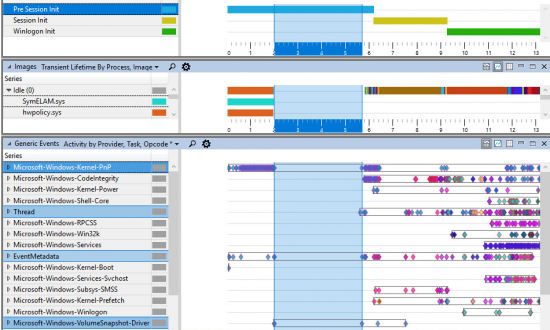 Pre Session Init
Session Init
Winlogon Init
0 1 2 3 4 5 6 7 8 9 10 11 12 13
Images Transient Lifetime By Process, Image
Series
Idle (0)
SymELAM.sys
hwpolicy.sys
0 1 2 3 4 5 6 7 8 9 10 11 12 13
Generic Events Activity by Provider, Task, Opcode *
Series
Microsoft-Windows-Kernel-PnP
Microsoft-Windows-CodeIntegrity
Microsoft-Windows-Kernel-Power
Microsoft-Windows-Shell-Core
Thread
Microsoft-Windows-RPCSS
Microsoft-Windows-Win32k
Microsoft-Windows-Services
EventMetadata
Microsoft-Windows-Kernel-Boot
Microsoft-Windows-Services-Svchost
Microsoft-Windows-Subsys-SMSS
Microsoft-Windows-Kernel-Prefetch
Microsoft-Windows-Winlogon
Microsoft-Windows-VolumeSnapshot-Driver